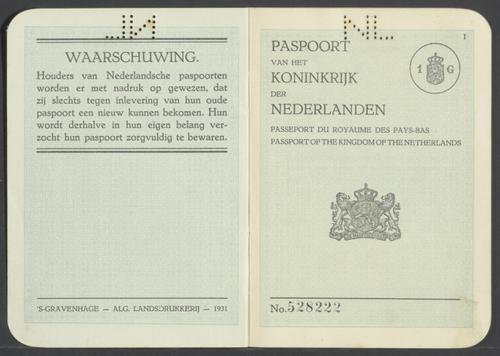 WAARSCHUWING.
Houders van Nederlandsche paspoorten
worden er met nadruk op gewezen, dat
zij slechts tegen inlevering van hun oude
paspoort een nieuw kunnen bekomen. Hun
wordt derhalve in hun eigen belang ver-
zocht hun paspoort zorgvuldig te bewaren.
'S-GRAVENHAGE — ALG. LANDSDRUKKERIJ — 1931
NL.
1
PASPOORT
VAN HET
KONINKRIJK
DER
NEDERLANDEN
1 G
PASSEPORT DU ROYAUME DES PAYS-BAS
PASSPORT OF THE KINGDOM OF THE NETHERLANDS
No. 528222